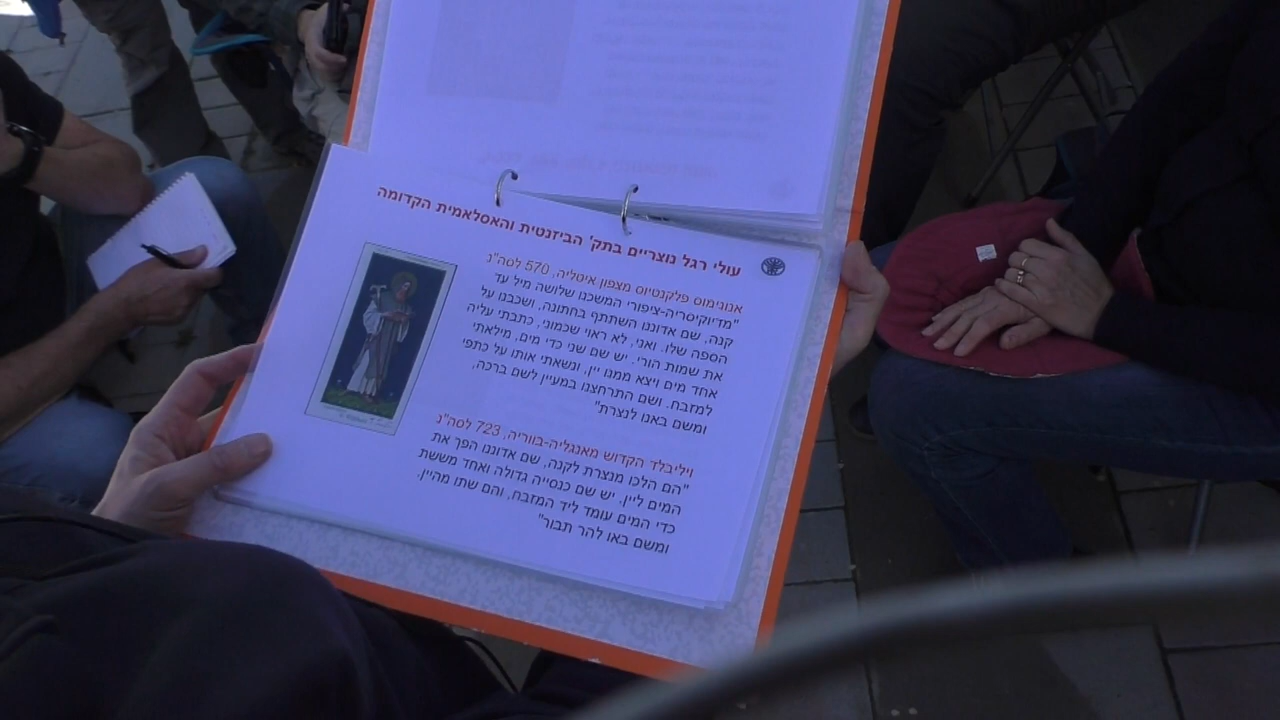 עולי רגל נוצריים בתק' הביזנטית והאסלאמית הקדומה
אנונימוס פלקנטיוס מצפון איטליה, 570 לסה"נ
"מדיוקיסריה-ציפורי המשכנו שלושה מיל עד
קנה, שם אדוננו השתתף בחתונה, ושכבנו על
הספה שלו. ואני, לא ראוי שכמוני, כתבתי עליה
את שמות הורי. יש שם שני כדי מים, מילאתי
אחד מים ויצא ממנו יין, ונשאתי אותו על כתפי
למזבח. ושם התרחצנו במעיין לשם ברכה,
ומשם באנו לנצרת"
ויליבלד הקדוש מאנגליה-בווריה, 723 לסה"נ
"הם הלכו מנצרת לקנה, שם אדוננו הפך את
המים ליין. יש שם כנסייה גדולה ואחד מששת
כדי המים עומד ליד המזבח, והם שתו מהיין.
ומשם באו להר תבור"